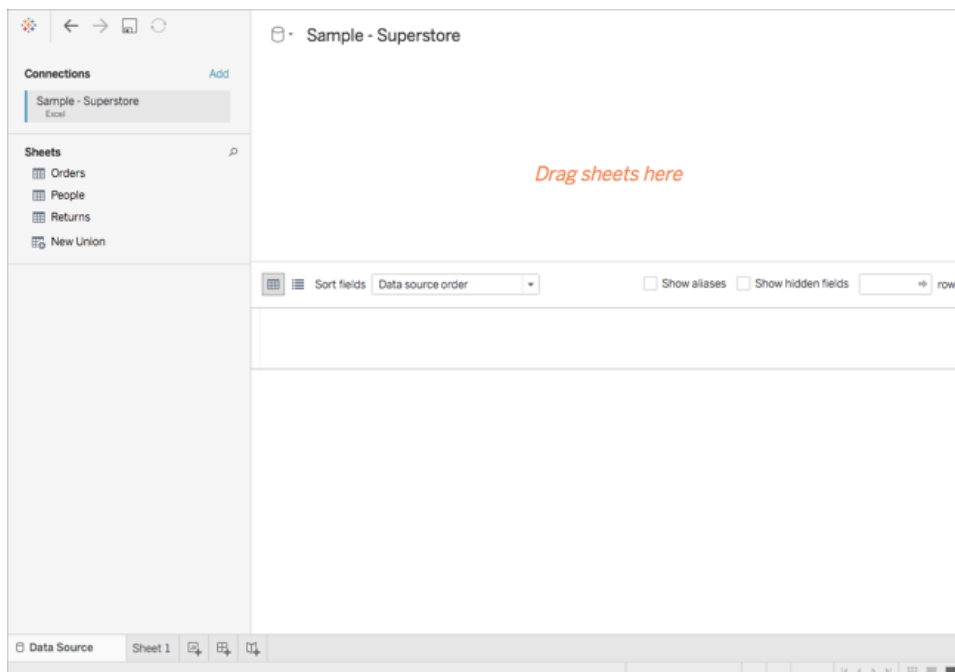 Sample - Superstore
Connections Add
Sample - Superstore
Excel
Sheets
Orders
People
Returns
New Union
Drag sheets here
Sort fields Data source order Show aliases Show hidden fields row
Data Source Sheet 1